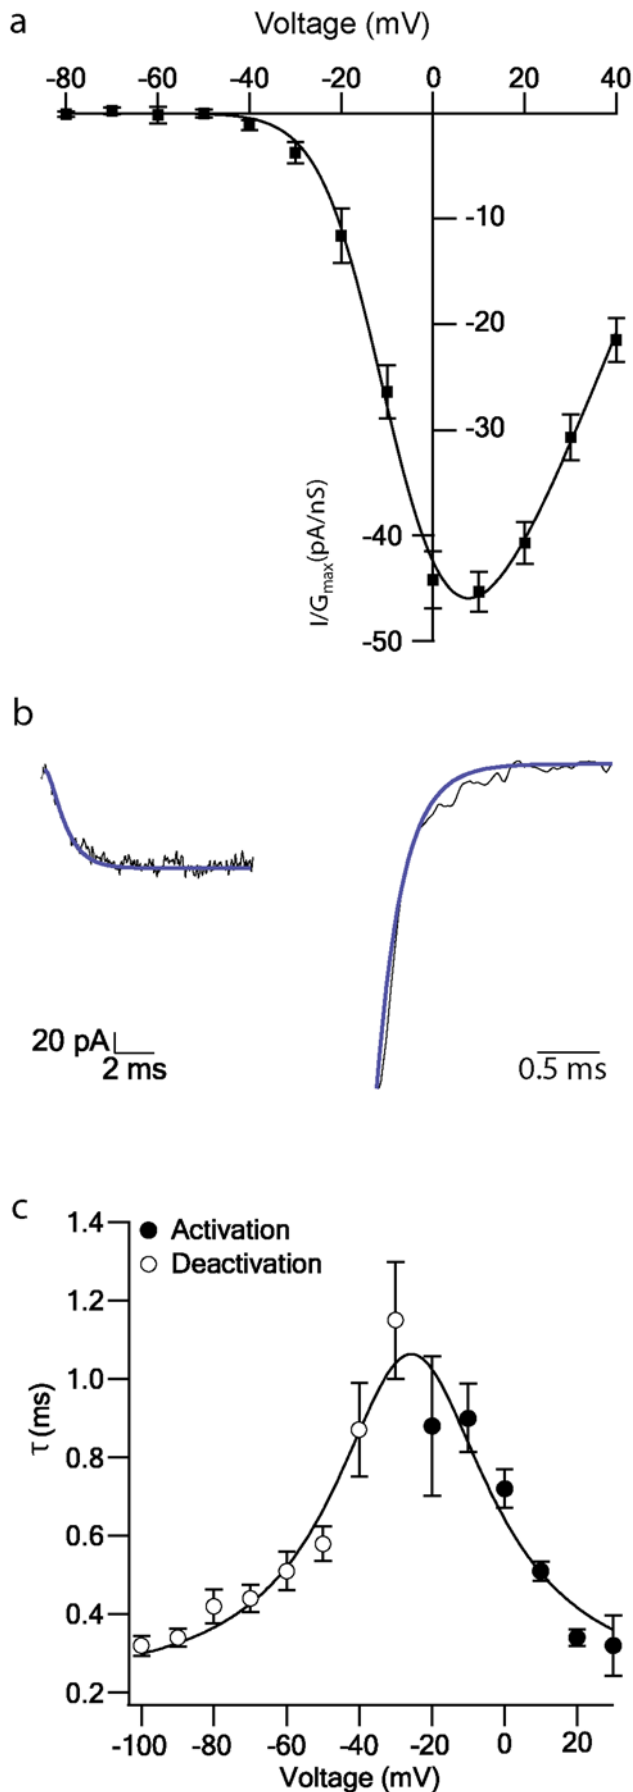 a
Voltage (mV)
-80 -60 -40 -20 0 20 40
-10
-20
-30
-40
-50
I/Gmax(pA/nS)
b
20 pA
2 ms
0.5 ms
c
Activation
Deactivation
1.4
1.2
1.0
0.8
0.6
0.4
0.2
τ (ms)
-100 -80 -60 -40 -20 0 20
Voltage (mV)